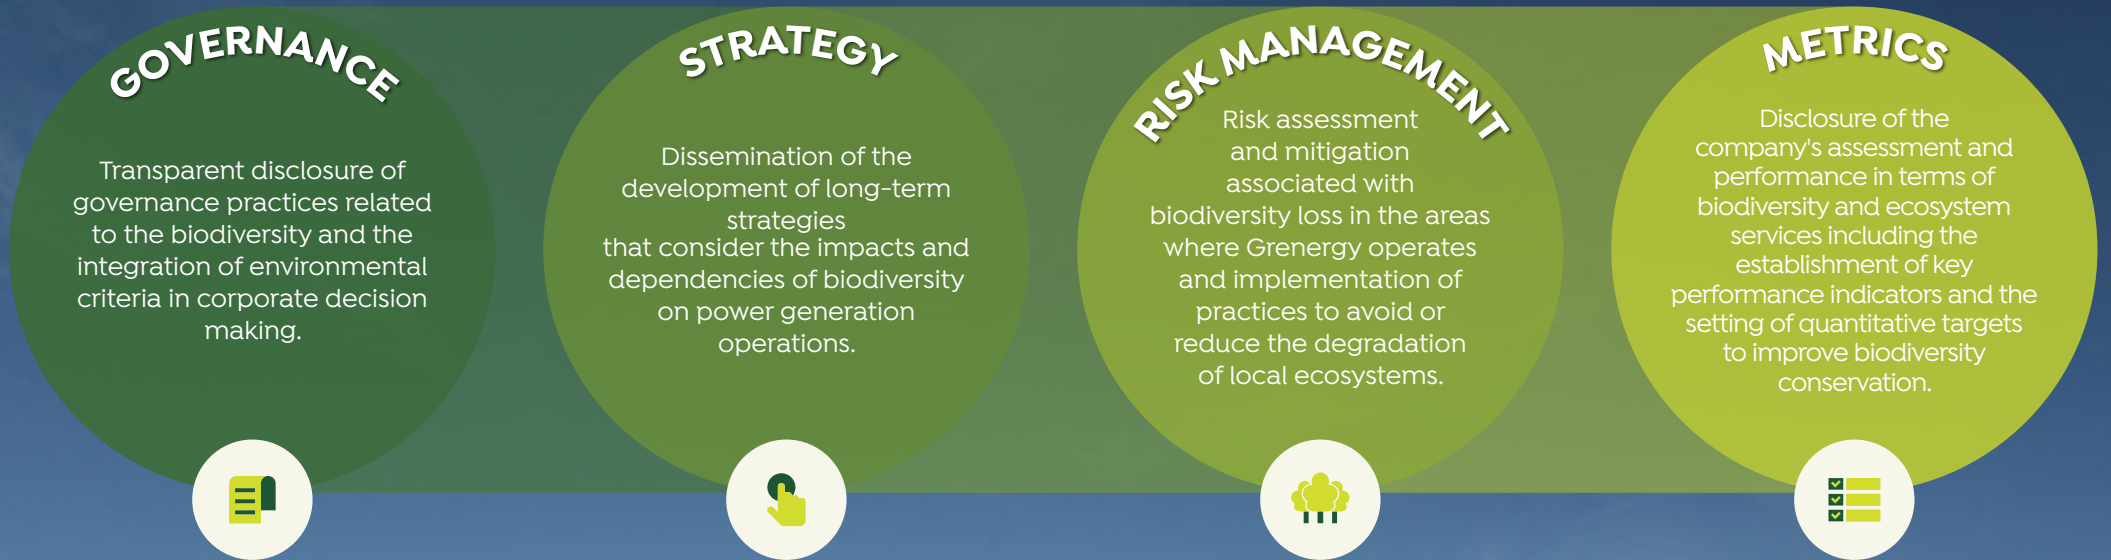 GOVERNANCE
Transparent disclosure of
governance practices related
to the biodiversity and the
integration of environmental
criteria in corporate decision
making.
STRATEGY
Dissemination of the
development of long-term
strategies
that consider the impacts and
dependencies of biodiversity
on power generation
operations.
RISK MANAGEMENT
Risk assessment
and mitigation
associated with
biodiversity loss in the areas
where Grenergy operates
and implementation of
practices to avoid or
reduce the degradation
of local ecosystems.
METRICS
Disclosure of the
company's assessment and
performance in terms of
biodiversity and ecosystem
services including the
establishment of key
performance indicators and the
setting of quantitative targets
to improve biodiversity
conservation.